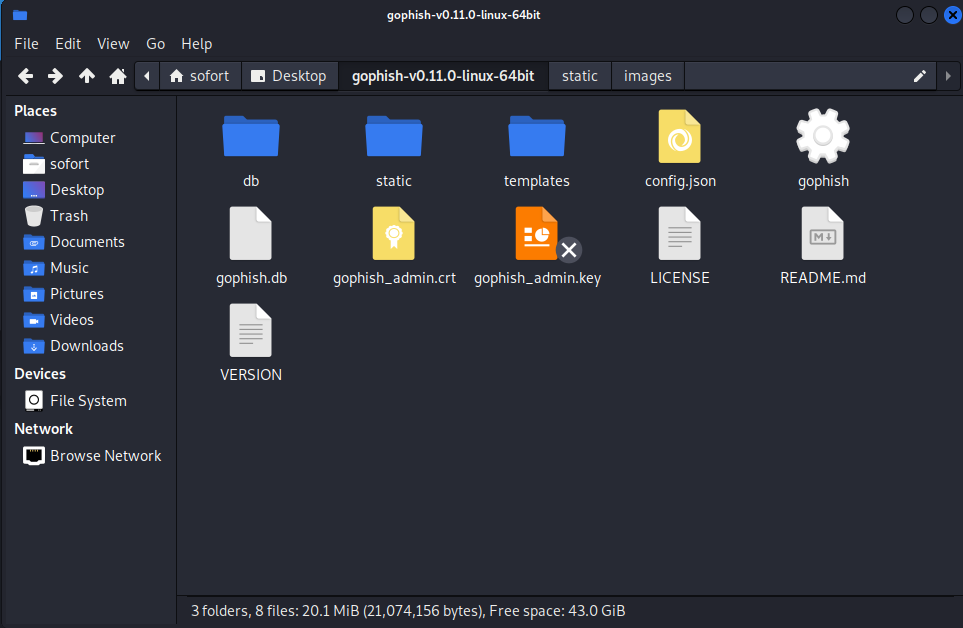 gophish-v0.11.0-linux-64bit
File Edit View Go Help
sofort Desktop gophish-v0.11.0-linux-64bit static images
Places
Computer
sofort
Desktop
Trash
Documents
Music
Pictures
Videos
Downloads
Devices
File System
Network
Browse Network
db static templates config.json gophish
gophish.db gophish_admin.crt gophish_admin.key LICENSE README.md
VERSION
3 folders, 8 files: 20.1 MiB (21,074,156 bytes), Free space: 43.0 GiB